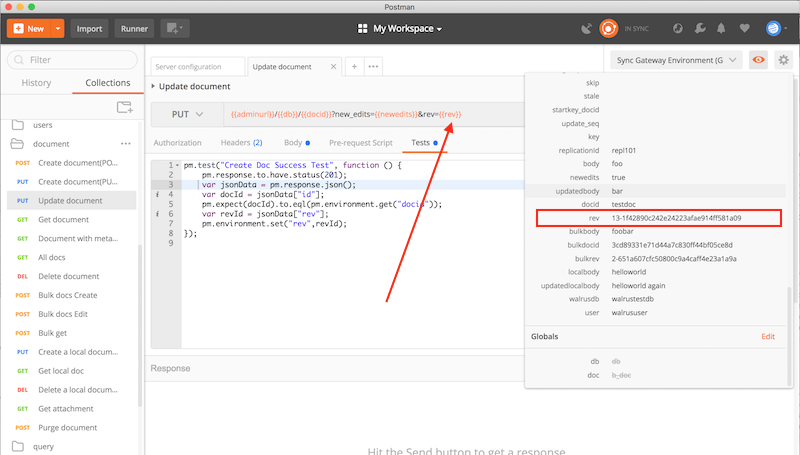 Postman
New
Import
Runner
My Workspace
IN SYNC
Filter
History
Collections
users
document
POST Create document(PO...
PUT Create document(PU...
PUT Update document
GET Get document
GET Document with meta...
GET All docs
DEL Delete document
POST Bulk docs Create
POST Bulk docs Edit
POST Bulk get
PUT Create a local docum...
GET Get local doc
DEL Delete a local docum...
GET Get attachment
POST Purge document
query
Server configuration
Update document
Update document
PUT
{{adminurl}}/{{db}}/{{docid}}?new_edits={{newedits}}&rev={{rev}}
Authorization
Headers (2)
Body
Pre-request Script
Tests
1 pm.test("Create Doc Success Test", function () {
2 pm.response.to.have.status(201);
3 var jsonData = pm.response.json();
4 var docId = jsonData["id"];
5 pm.expect(docId).to.eql(pm.environment.get("docid"));
6 var revId = jsonData["rev"];
7 pm.environment.set("rev",revId);
8 });
9
Response
Hit the Send button to get a response.
Sync Gateway Environment (G
skip
stale
startkey_docid
update_seq
key
replicationId repl101
body foo
newedits true
updatedbody bar
docid testdoc
rev 13-1f42890c242e24223afae914ff581a09
bulkbody foobar
bulkdocid 3cd89331e71d44a7c830ff44bf05ce8d
bulkrev 2-651a607cfc50800c9a4caff4e23a1a9a
localbody helloworld
updatedlocalbody helloworld again
walrusdb walrustestdb
user walrususer
Globals
Edit
db db
doc b_doc